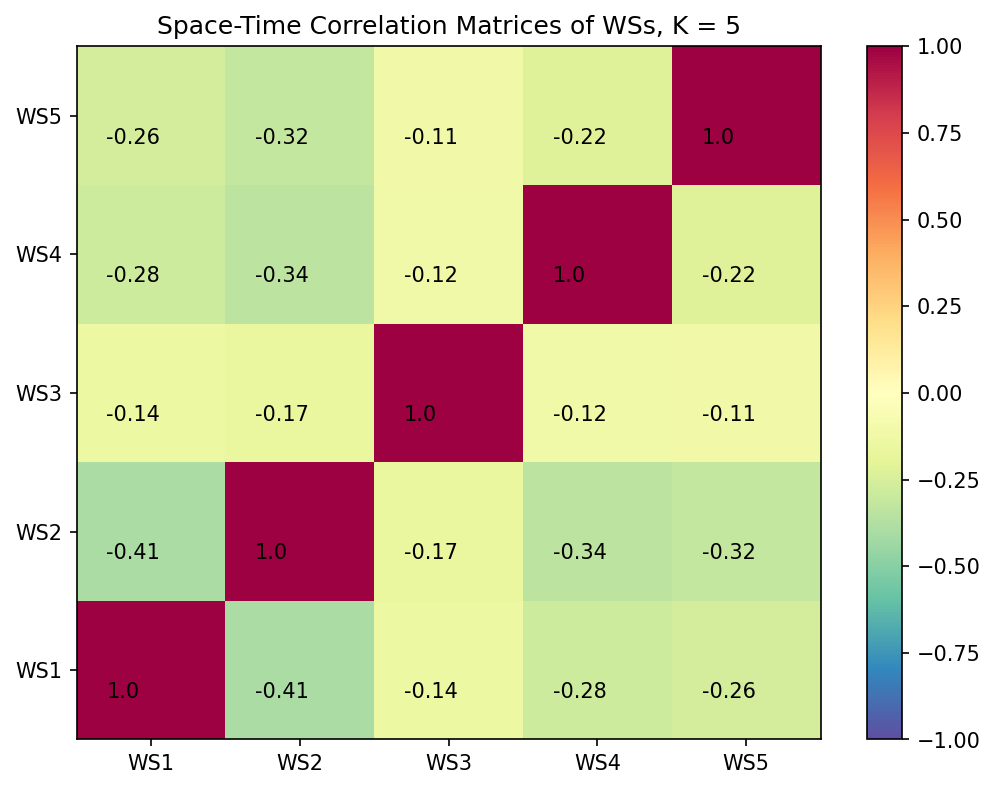 Space-Time Correlation Matrices of WSs, K = 5
1.00
WS5 -0.26 -0.32 -0.11 -0.22 1.0
0.75
0.50
WS4 -0.28 -0.34 -0.12 1.0 -0.22
0.25
WS3 -0.14 -0.17 1.0 -0.12 -0.11
0.00
−0.25
WS2 -0.41 1.0 -0.17 -0.34 -0.32
−0.50
WS1 1.0 -0.41 -0.14 -0.28 -0.26
−0.75
−1.00
WS1 WS2 WS3 WS4 WS5